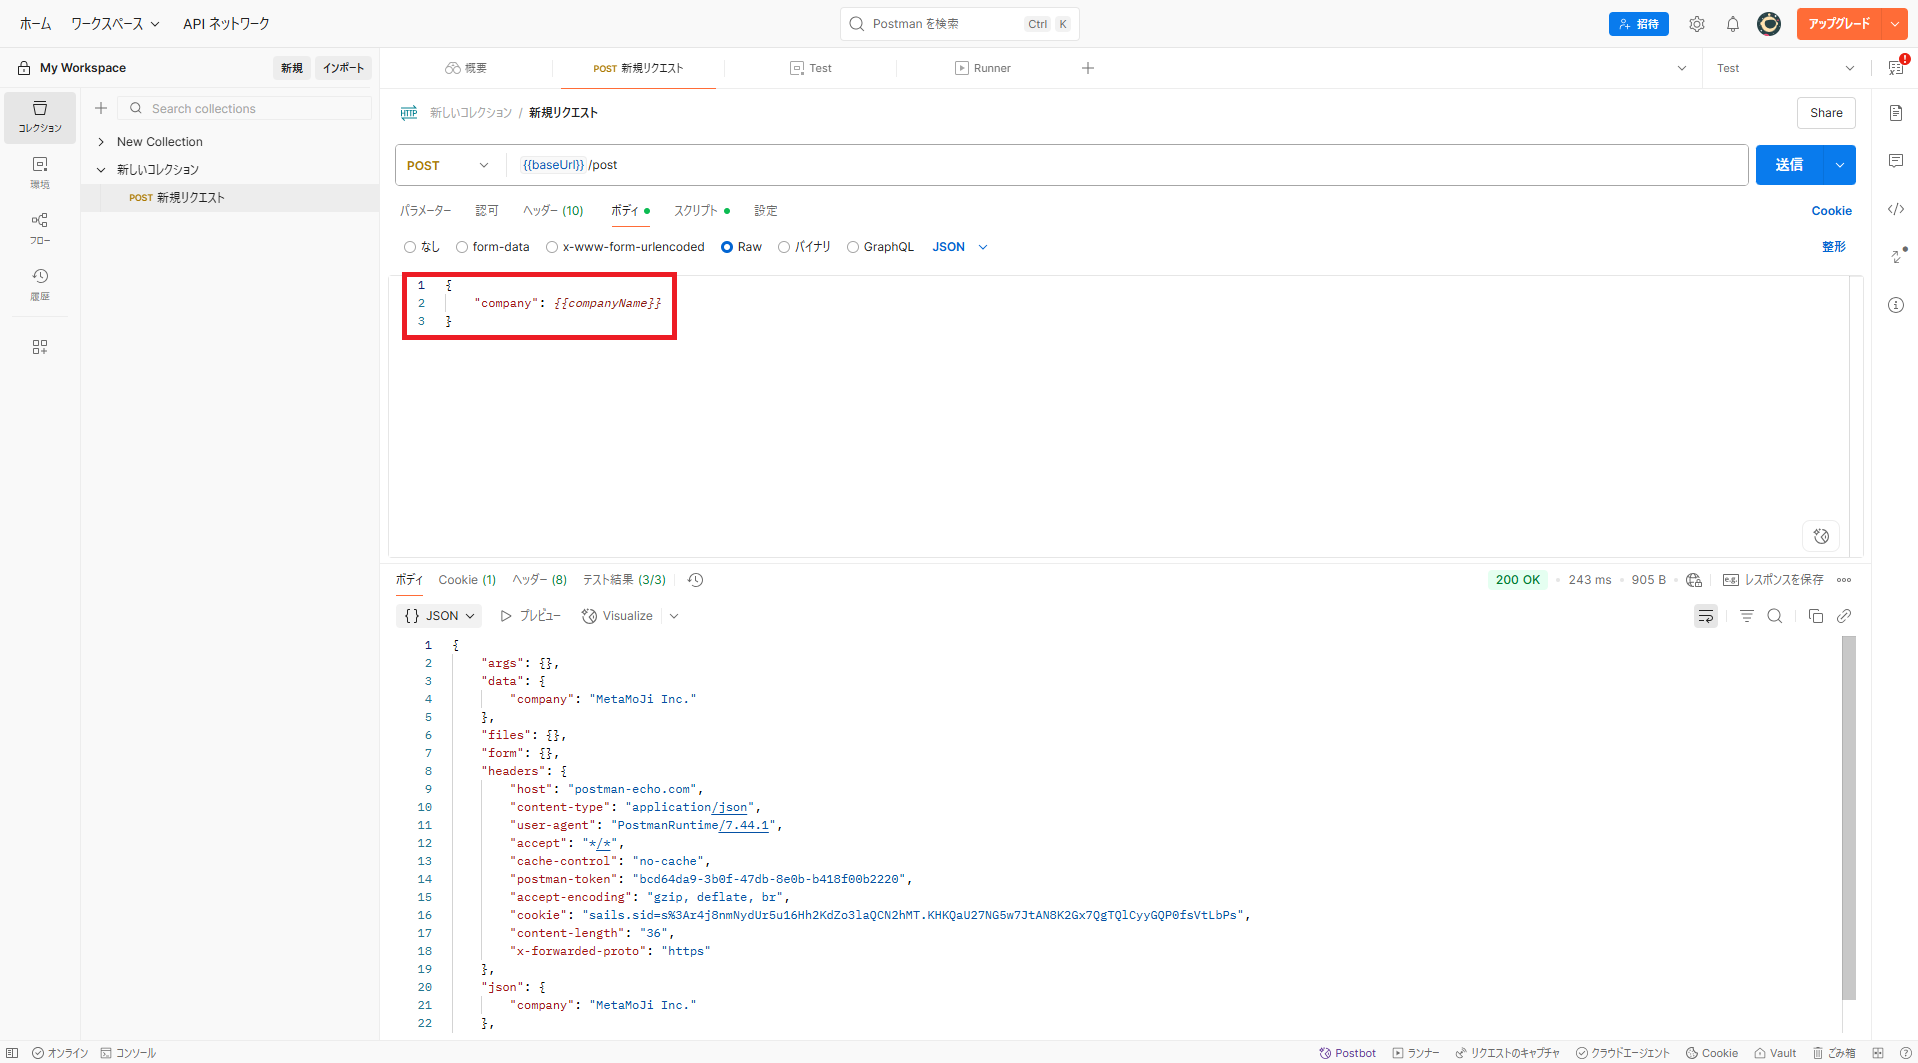 ホーム ワークスペース API ネットワーク Postman を検索 Ctrl K 招待 アップグレード
My Workspace 新規 インポート 概要 POST 新規リクエスト Test Runner Test
コレクション Search collections
New Collection
新しいコレクション
POST 新規リクエスト
環境
フロー
履歴
HTTP 新しいコレクション / 新規リクエスト Share
POST {{baseUrl}} /post 送信
パラメーター 認可 ヘッダー (10) ボディ スクリプト 設定 Cookie
なし form-data x-www-form-urlencoded Raw バイナリ GraphQL JSON 整形
1 {
2 "company": {{companyName}}
3 }
ボディ Cookie (1) ヘッダー (8) テスト結果 (3/3) 200 OK 243 ms 905 B e.g. レスポンスを保存
{} JSON プレビュー Visualize
1 {
2 "args": {},
3 "data": {
4 "company": "MetaMoJi Inc."
5 },
6 "files": {},
7 "form": {},
8 "headers": {
9 "host": "postman-echo.com",
10 "content-type": "application/json",
11 "user-agent": "PostmanRuntime/7.44.1",
12 "accept": "*/*",
13 "cache-control": "no-cache",
14 "postman-token": "bcd64da9-3b0f-47db-8e0b-b418f00b2220",
15 "accept-encoding": "gzip, deflate, br",
16 "cookie": "sails.sid=s%3Ar4j8nmNydUr5u16Hh2KdZo3laQCN2hMT.KHKQaU27NG5w7JtAN8K2Gx7QgTQlCyyGQP0fsVtLbPs",
17 "content-length": "36",
18 "x-forwarded-proto": "https"
19 },
20 "json": {
21 "company": "MetaMoJi Inc."
22 },
オンライン コンソール Postbot ランナー リクエストのキャプチャ クラウドエージェント Cookie Vault ごみ箱